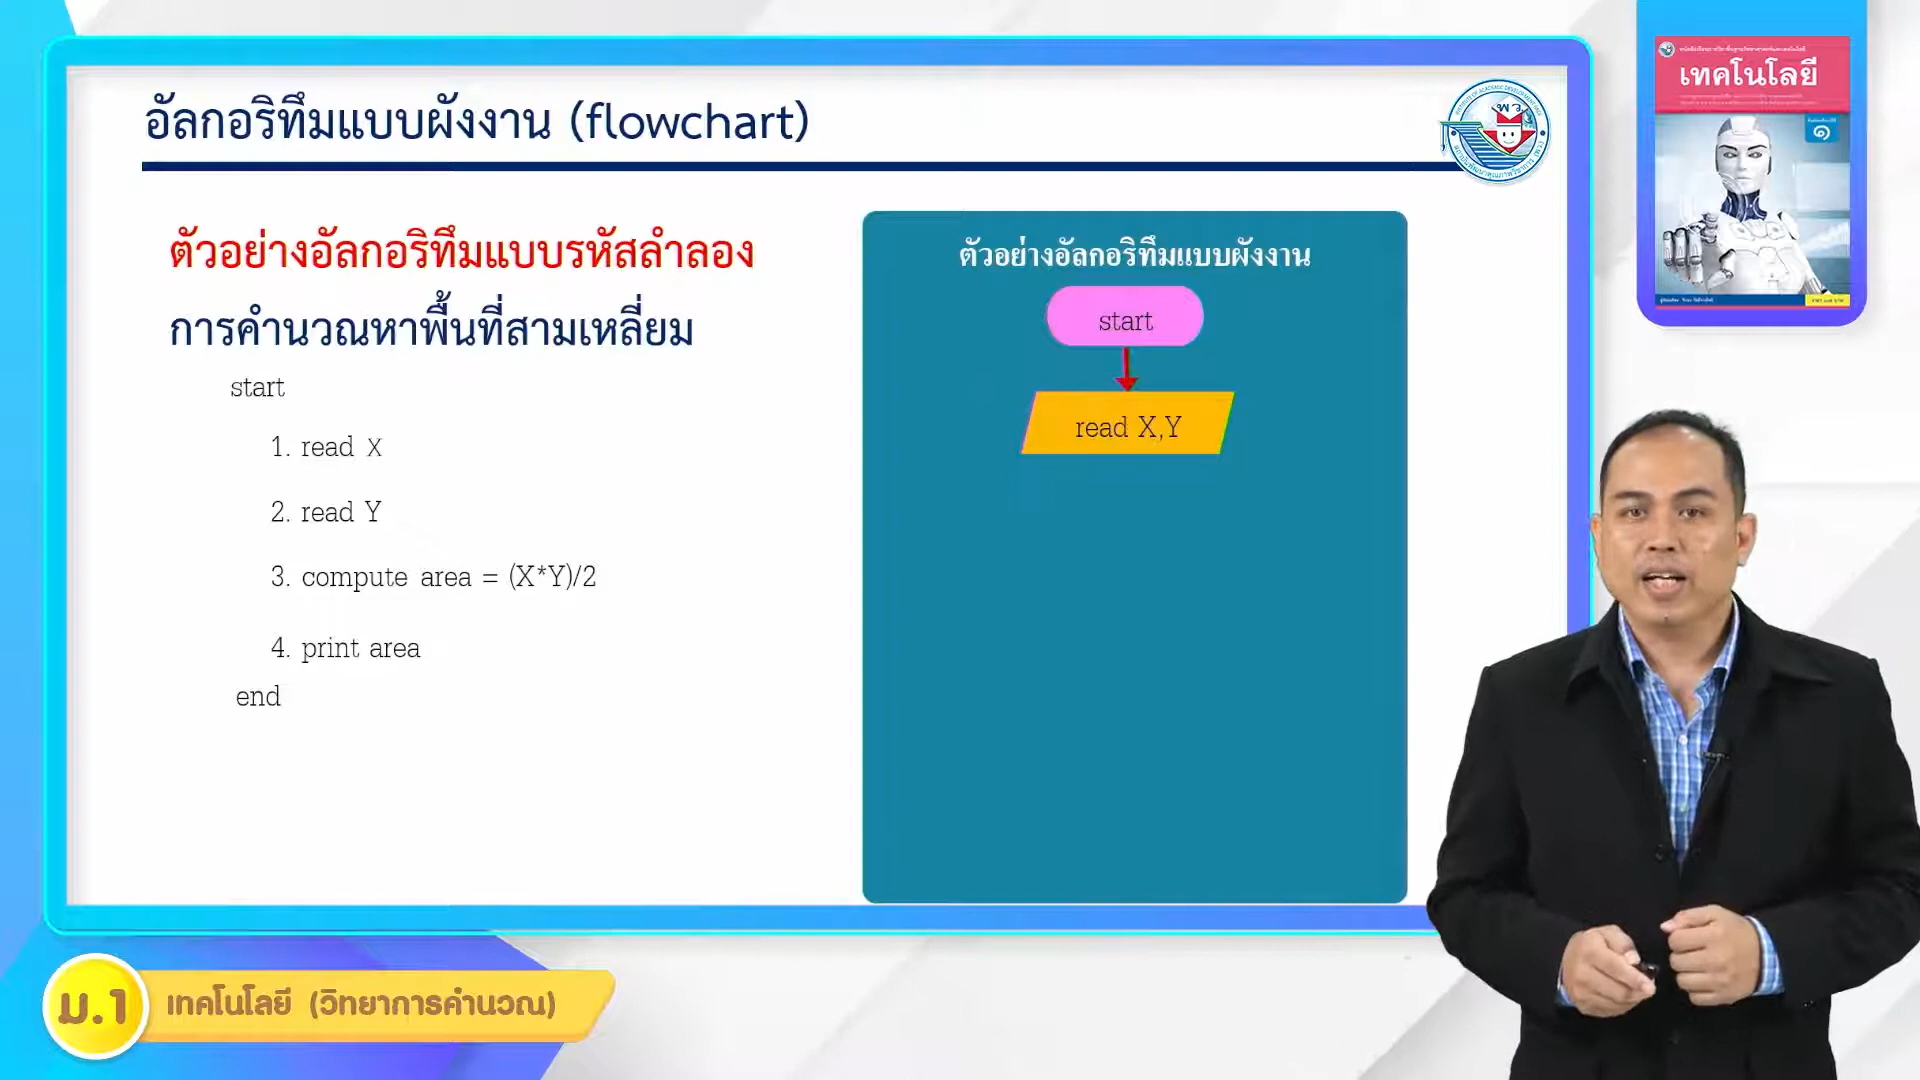 อัลกอริทึมแบบผังงาน (flowchart)
ตัวอย่างอัลกอริทึมแบบรหัสลำลอง
การคำนวณหาพื้นที่สามเหลี่ยม
start
1. read X
2. read Y
3. compute area = (X*Y)/2
4. print area
end
ตัวอย่างอัลกอริทึมแบบผังงาน
start
read X,Y
พว.
เทคโนโลยี
๑
ม.1
เทคโนโลยี (วิทยาการคำนวณ)